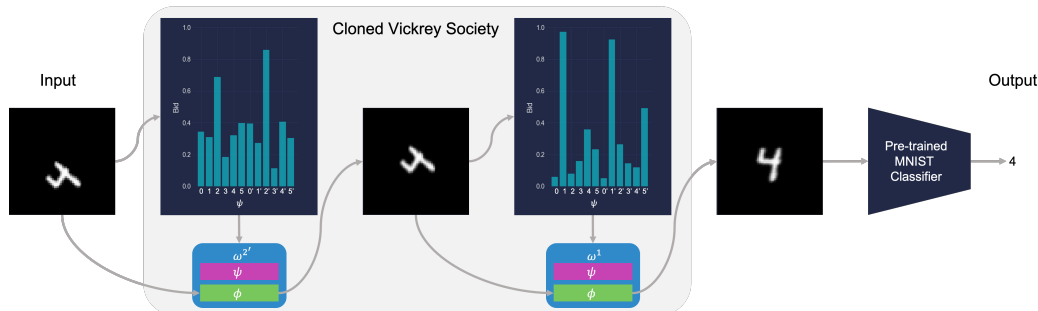 Cloned Vickrey Society
Input
Output
Bid
1.0
0.8
0.6
0.4
0.2
0.0
0 1 2 3 4 5 0' 1' 2' 3' 4' 5'
ψ
Bid
1.0
0.8
0.6
0.4
0.2
0.0
0 1 2 3 4 5 0' 1' 2' 3' 4' 5'
ψ
4
Pre-trained
MNIST
Classifier
4
ω²′
ψ
ϕ
ω¹
ψ
ϕ